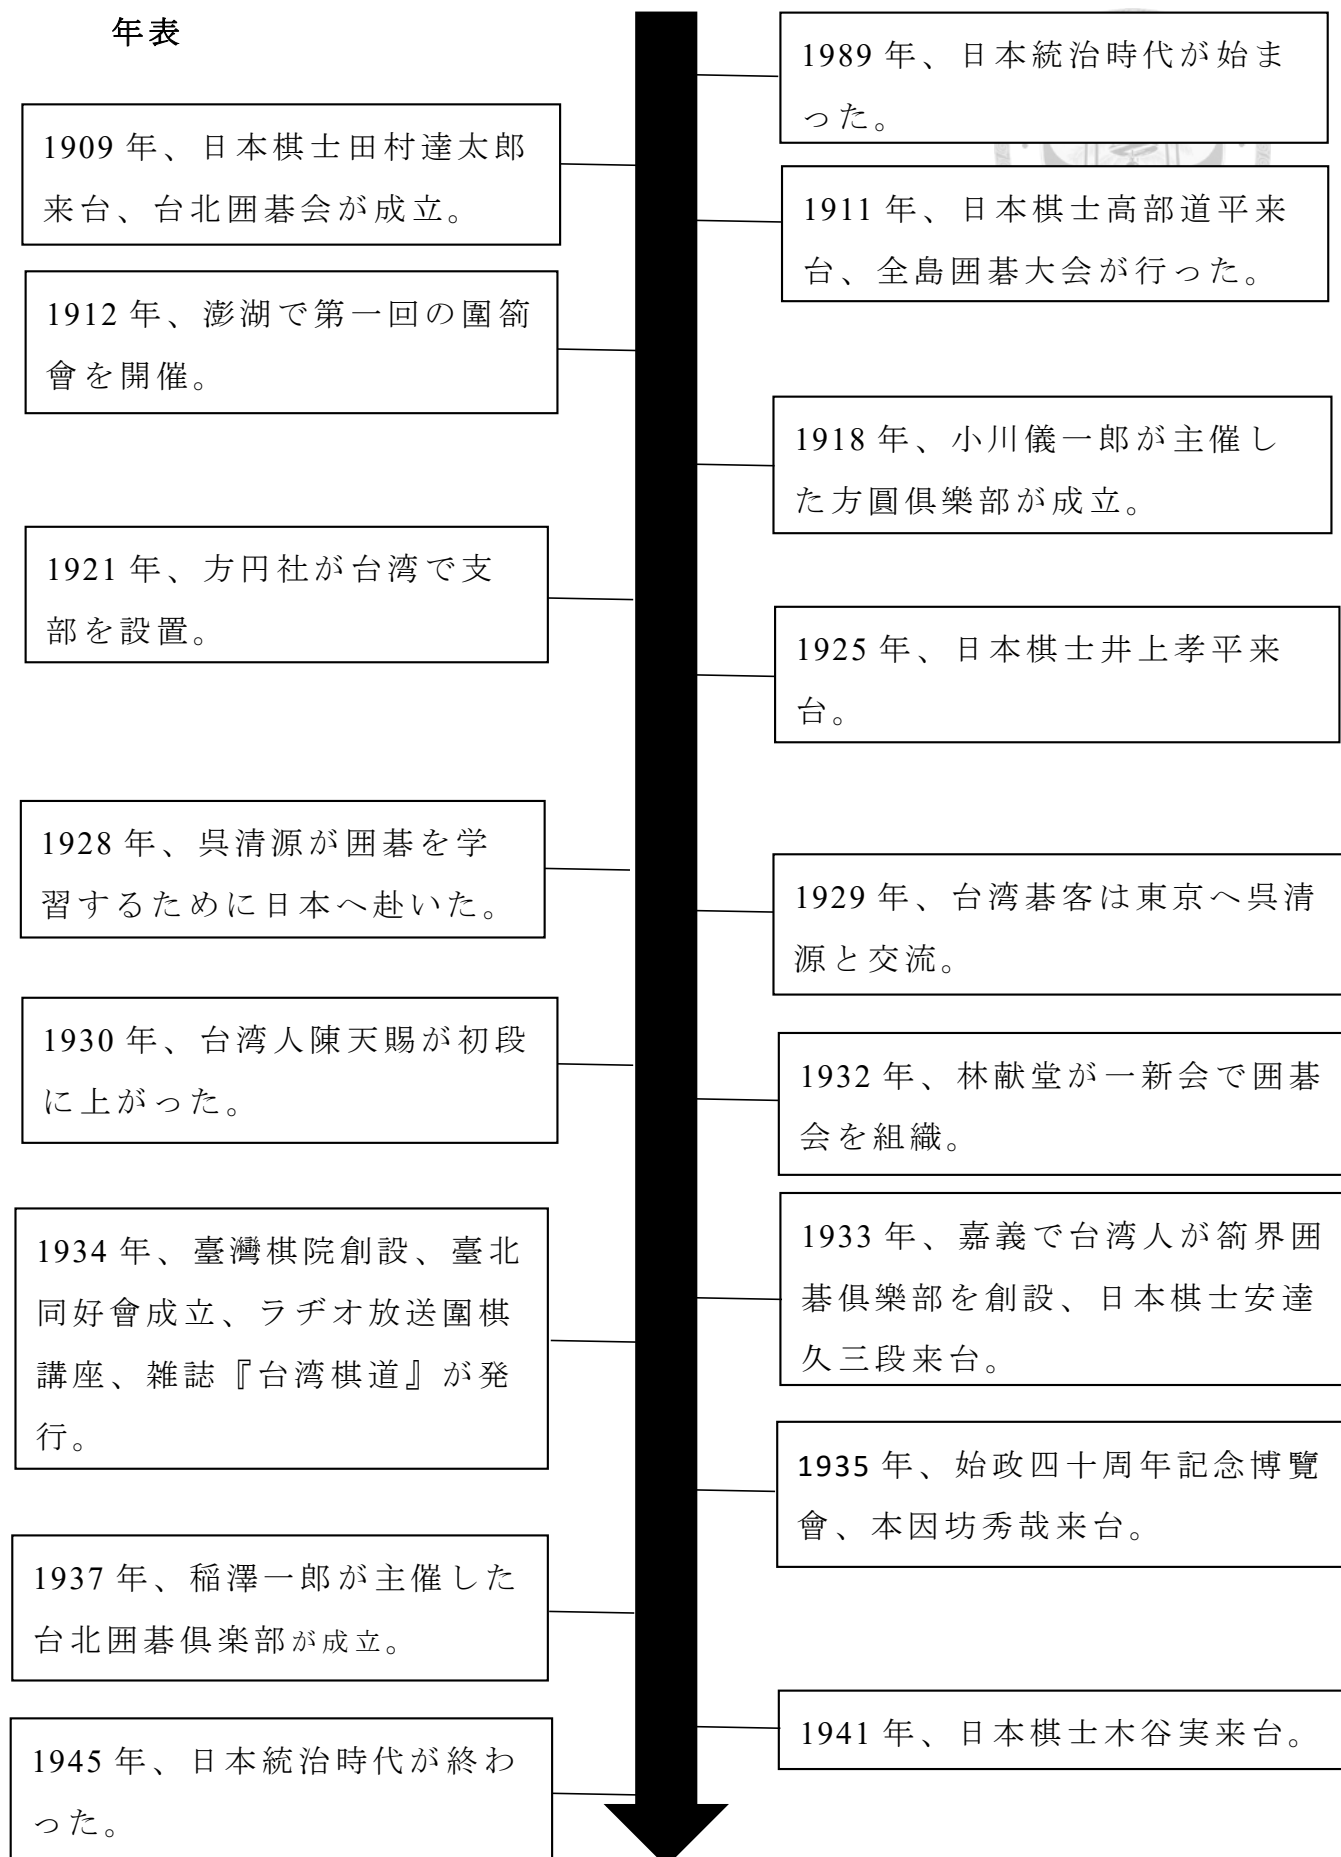 年表
1989 年、日本統治時代が始ま
った。
1909 年、日本棋士田村達太郎
来台、台北囲碁会が成立。
1911 年、日本棋士高部道平来
台、全島囲碁大会が行った。
1912 年、澎湖で第一回の圍箚
會を開催。
1918 年、小川儀一郎が主催し
た方圓俱樂部が成立。
1921 年、方円社が台湾で支
部を設置。
1925 年、日本棋士井上孝平来
台。
1928 年、呉清源が囲碁を学
習するために日本へ赴いた。
1929 年、台湾碁客は東京へ呉清
源と交流。
1930 年、台湾人陳天賜が初段
に上がった。
1932 年、林献堂が一新会で囲碁
会を組織。
1933 年、嘉義で台湾人が箚界囲
碁俱樂部を創設、日本棋士安達
久三段来台。
1934 年、臺灣棋院創設、臺北
同好會成立、ラヂオ放送圍棋
講座、雑誌『台湾棋道』が発
行。
1935 年、始政四十周年記念博覽
會、本因坊秀哉来台。
1937 年、稲澤一郎が主催した
台北囲碁俱楽部が成立。
1941 年、日本棋士木谷実来台。
1945 年、日本統治時代が終わ
った。